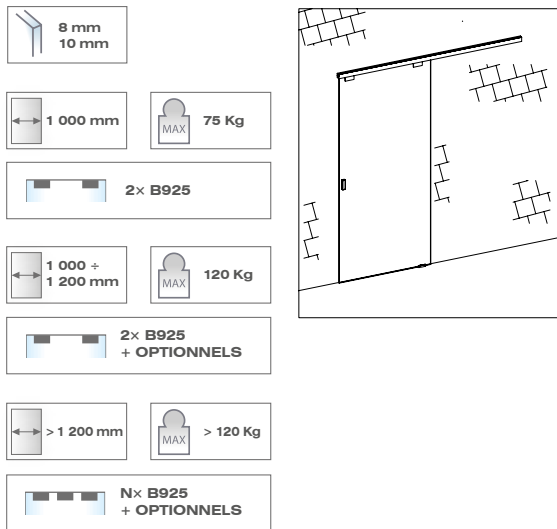 8 mm
10 mm
1 000 mm
MAX
75 Kg
2× B925
1 000 ÷
1 200 mm
MAX
120 Kg
2× B925
+ OPTIONNELS
> 1 200 mm
MAX
> 120 Kg
N× B925
+ OPTIONNELS